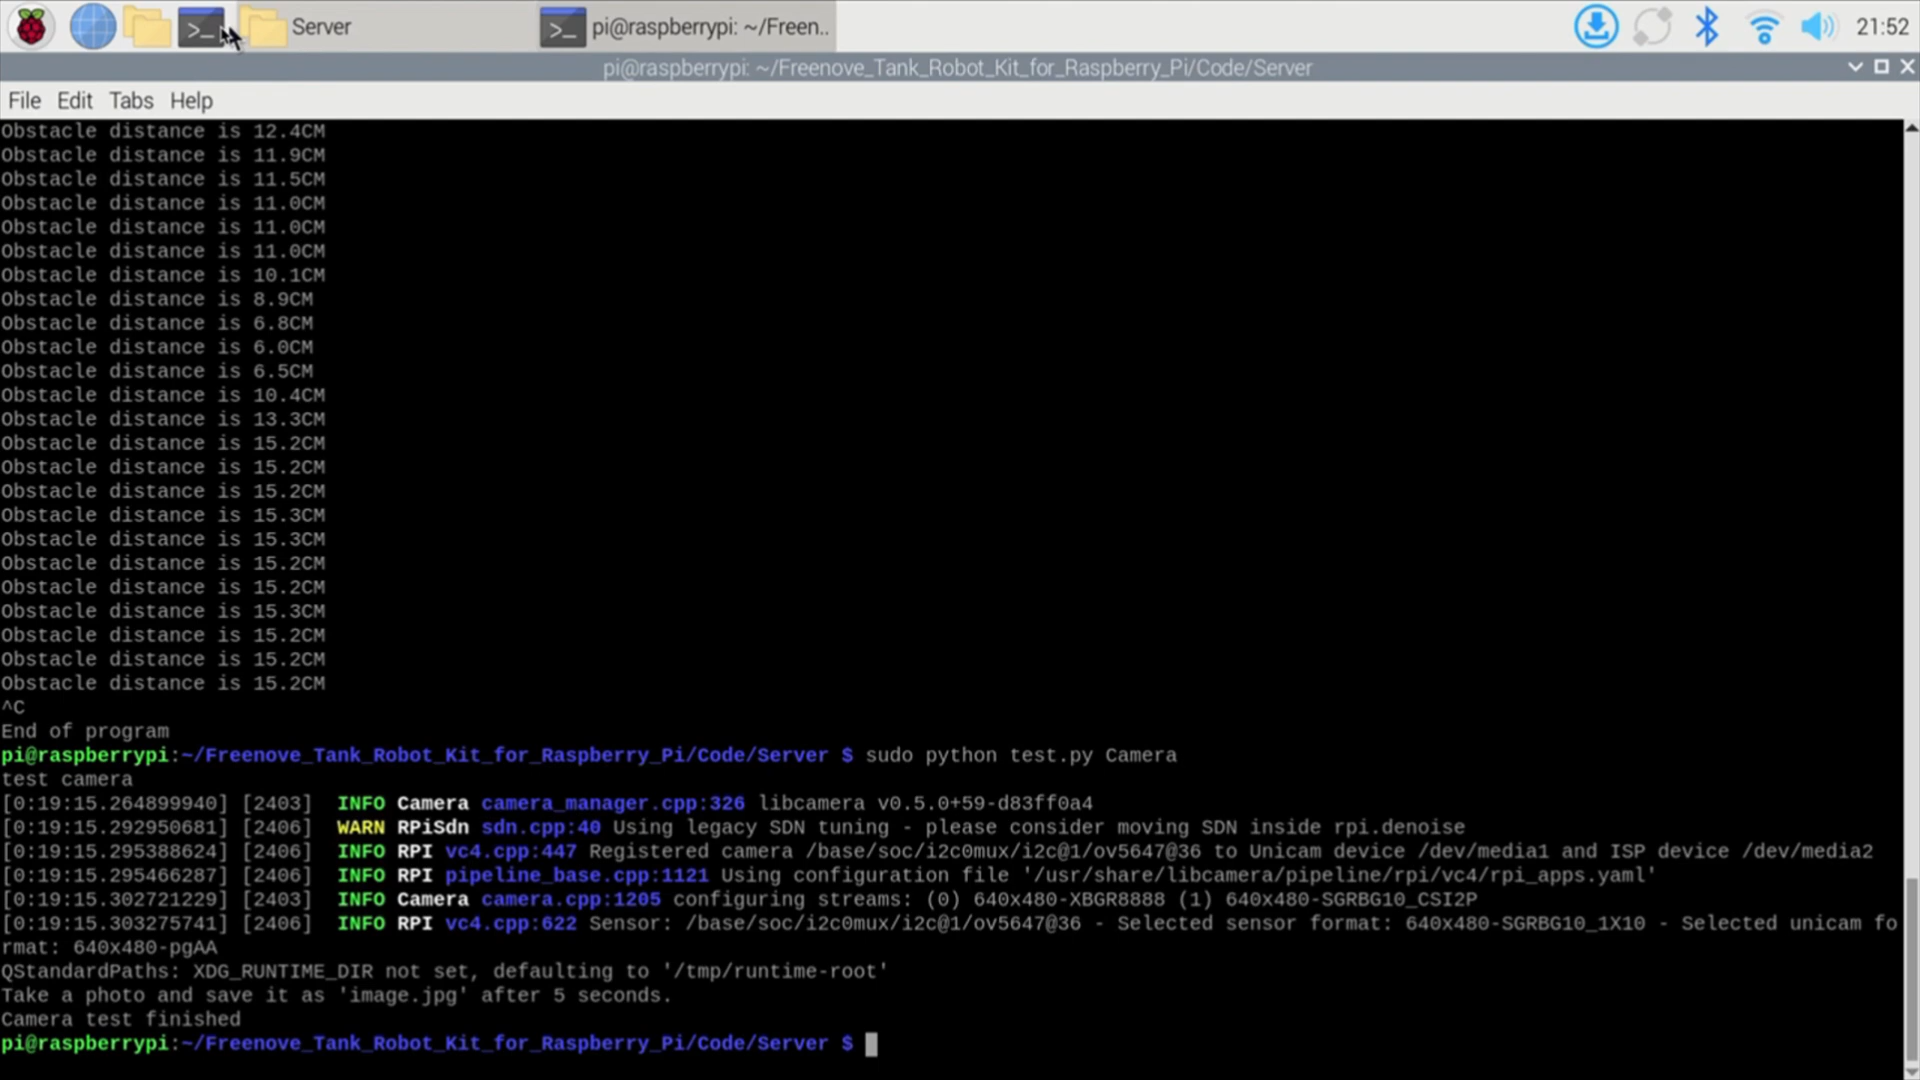 Server
pi@raspberrypi: ~/Freen..
21:52
pi@raspberrypi: ~/Freenove_Tank_Robot_Kit_for_Raspberry_Pi/Code/Server
File Edit Tabs Help
Obstacle distance is 12.4CM
Obstacle distance is 11.9CM
Obstacle distance is 11.5CM
Obstacle distance is 11.0CM
Obstacle distance is 11.0CM
Obstacle distance is 11.0CM
Obstacle distance is 10.1CM
Obstacle distance is 8.9CM
Obstacle distance is 6.8CM
Obstacle distance is 6.0CM
Obstacle distance is 6.5CM
Obstacle distance is 10.4CM
Obstacle distance is 13.3CM
Obstacle distance is 15.2CM
Obstacle distance is 15.2CM
Obstacle distance is 15.2CM
Obstacle distance is 15.3CM
Obstacle distance is 15.3CM
Obstacle distance is 15.2CM
Obstacle distance is 15.2CM
Obstacle distance is 15.3CM
Obstacle distance is 15.2CM
Obstacle distance is 15.2CM
Obstacle distance is 15.2CM
^C
End of program
pi@raspberrypi:~/Freenove_Tank_Robot_Kit_for_Raspberry_Pi/Code/Server $ sudo python test.py Camera
test camera
[0:19:15.264899940] [2403] INFO Camera camera_manager.cpp:326 libcamera v0.5.0+59-d83ff0a4
[0:19:15.292950681] [2406] WARN RPiSdn sdn.cpp:40 Using legacy SDN tuning - please consider moving SDN inside rpi.denoise
[0:19:15.295388624] [2406] INFO RPI vc4.cpp:447 Registered camera /base/soc/i2c0mux/i2c@1/ov5647@36 to Unicam device /dev/media1 and ISP device /dev/media2
[0:19:15.295466287] [2406] INFO RPI pipeline_base.cpp:1121 Using configuration file '/usr/share/libcamera/pipeline/rpi/vc4/rpi_apps.yaml'
[0:19:15.302721229] [2403] INFO Camera camera.cpp:1205 configuring streams: (0) 640x480-XBGR8888 (1) 640x480-SGRBG10_CSI2P
[0:19:15.303275741] [2406] INFO RPI vc4.cpp:622 Sensor: /base/soc/i2c0mux/i2c@1/ov5647@36 - Selected sensor format: 640x480-SGRBG10_1X10 - Selected unicam fo
rmat: 640x480-pgAA
QStandardPaths: XDG_RUNTIME_DIR not set, defaulting to '/tmp/runtime-root'
Take a photo and save it as 'image.jpg' after 5 seconds.
Camera test finished
pi@raspberrypi:~/Freenove_Tank_Robot_Kit_for_Raspberry_Pi/Code/Server $